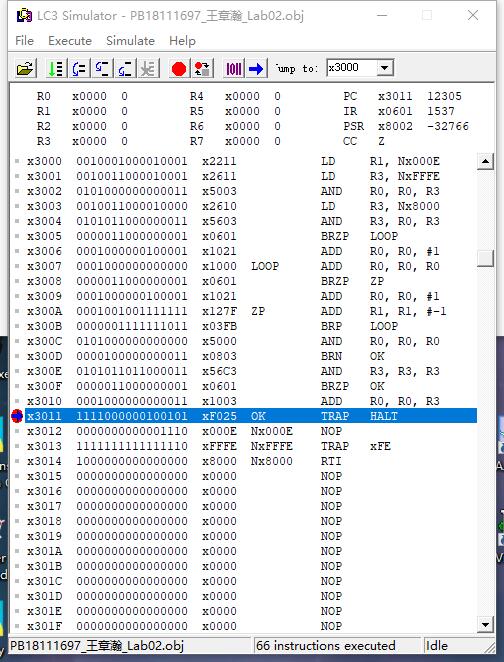 LC3 Simulator - PB18111697_王章瀚_Lab02.obj
File Execute Simulate Help
Jump to: x3000
R0 x0000 0 R4 x0000 0 PC x3011 12305
R1 x0000 0 R5 x0000 0 IR x0601 1537
R2 x0000 0 R6 x0000 0 PSR x8002 -32766
R3 x0000 0 R7 x0000 0 CC Z
x3000 0010001000010001 x2211 LD R1, Nx000E
x3001 0010011000010001 x2611 LD R3, NxFFFE
x3002 0101000000000011 x5003 AND R0, R0, R3
x3003 0010011000010000 x2610 LD R3, Nx8000
x3004 0101011000000011 x5603 AND R3, R0, R3
x3005 0000011000000001 x0601 BRZP LOOP
x3006 0001000000100001 x1021 ADD R0, R0, #1
x3007 0001000000000000 x1000 LOOP ADD R0, R0, R0
x3008 0000011000000001 x0601 BRZP ZP
x3009 0001000000100001 x1021 ADD R0, R0, #1
x300A 0001001001111111 x127F ZP ADD R1, R1, #-1
x300B 0000001111111011 x03FB BRP LOOP
x300C 0101000000000000 x5000 AND R0, R0, R0
x300D 0000100000000011 x0803 BRN OK
x300E 0101011011000011 x56C3 AND R3, R3, R3
x300F 0000011000000001 x0601 BRZP OK
x3010 0001000000000011 x1003 ADD R0, R0, R3
x3011 1111000000100101 xF025 OK TRAP HALT
x3012 0000000000001110 x000E Nx000E NOP
x3013 1111111111111110 xFFFE NxFFFE TRAP xFE
x3014 1000000000000000 x8000 Nx8000 RTI
x3015 0000000000000000 x0000 NOP
x3016 0000000000000000 x0000 NOP
x3017 0000000000000000 x0000 NOP
x3018 0000000000000000 x0000 NOP
x3019 0000000000000000 x0000 NOP
x301A 0000000000000000 x0000 NOP
x301B 0000000000000000 x0000 NOP
x301C 0000000000000000 x0000 NOP
x301D 0000000000000000 x0000 NOP
x301E 0000000000000000 x0000 NOP
x301F 0000000000000000 x0000 NOP
PB18111697_王章瀚_Lab02.obj 66 instructions executed Idle